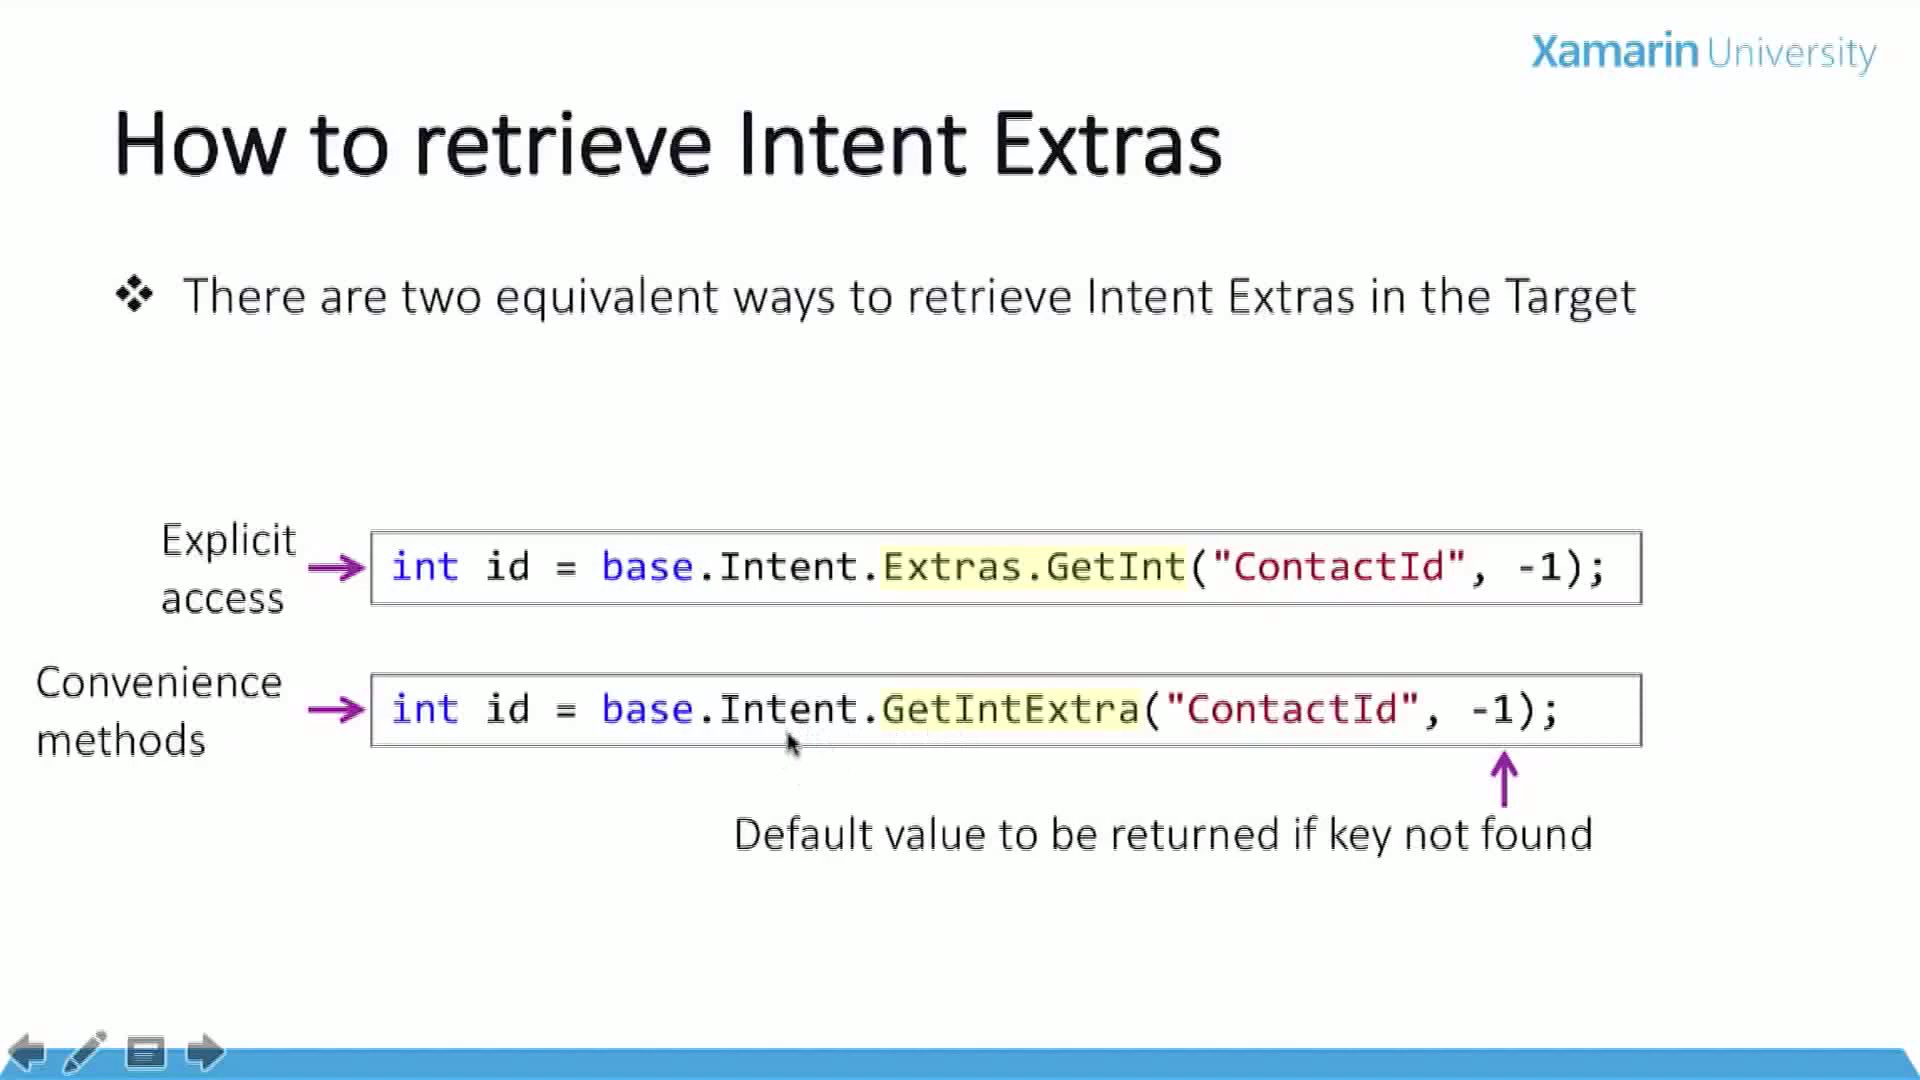 Xamarin University
How to retrieve Intent Extras
❖ There are two equivalent ways to retrieve Intent Extras in the Target
Explicit
access
int id = base.Intent.Extras.GetInt("ContactId", -1);
Convenience
methods
int id = base.Intent.GetIntExtra("ContactId", -1);
Default value to be returned if key not found